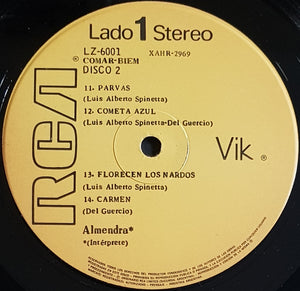 Lado 1 Stereo
LZ-6001
XAHR-2969
COMAR-BIEM
DISCO 2
11. PARVAS
(Luis Alberto Spinetta)
12. COMETA AZUL
(Luis Alberto Spinetta-Del Guercio)
RCA
Vik ®
13. FLORECEN LOS NARDOS
(Luis Alberto Spinetta)
14. CARMEN
(Del Guercio)
Almendra*
*(Intérprete)